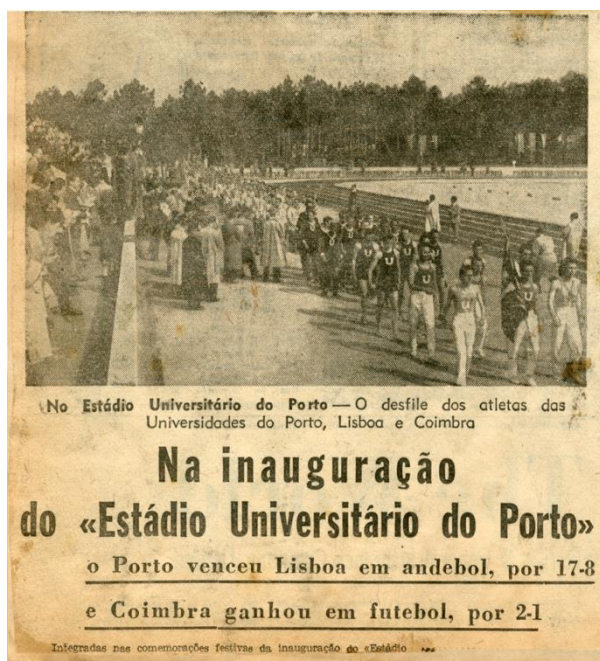 No Estádio Universitário do Porto — O desfile dos atletas das
Universidades do Porto, Lisboa e Coimbra
Na inauguração
do «Estádio Universitário do Porto»
o Porto venceu Lisboa em andebol, por 17-8
e Coimbra ganhou em futebol, por 2-1
Integradas nas comemorações festivas da inauguração do «Estádio